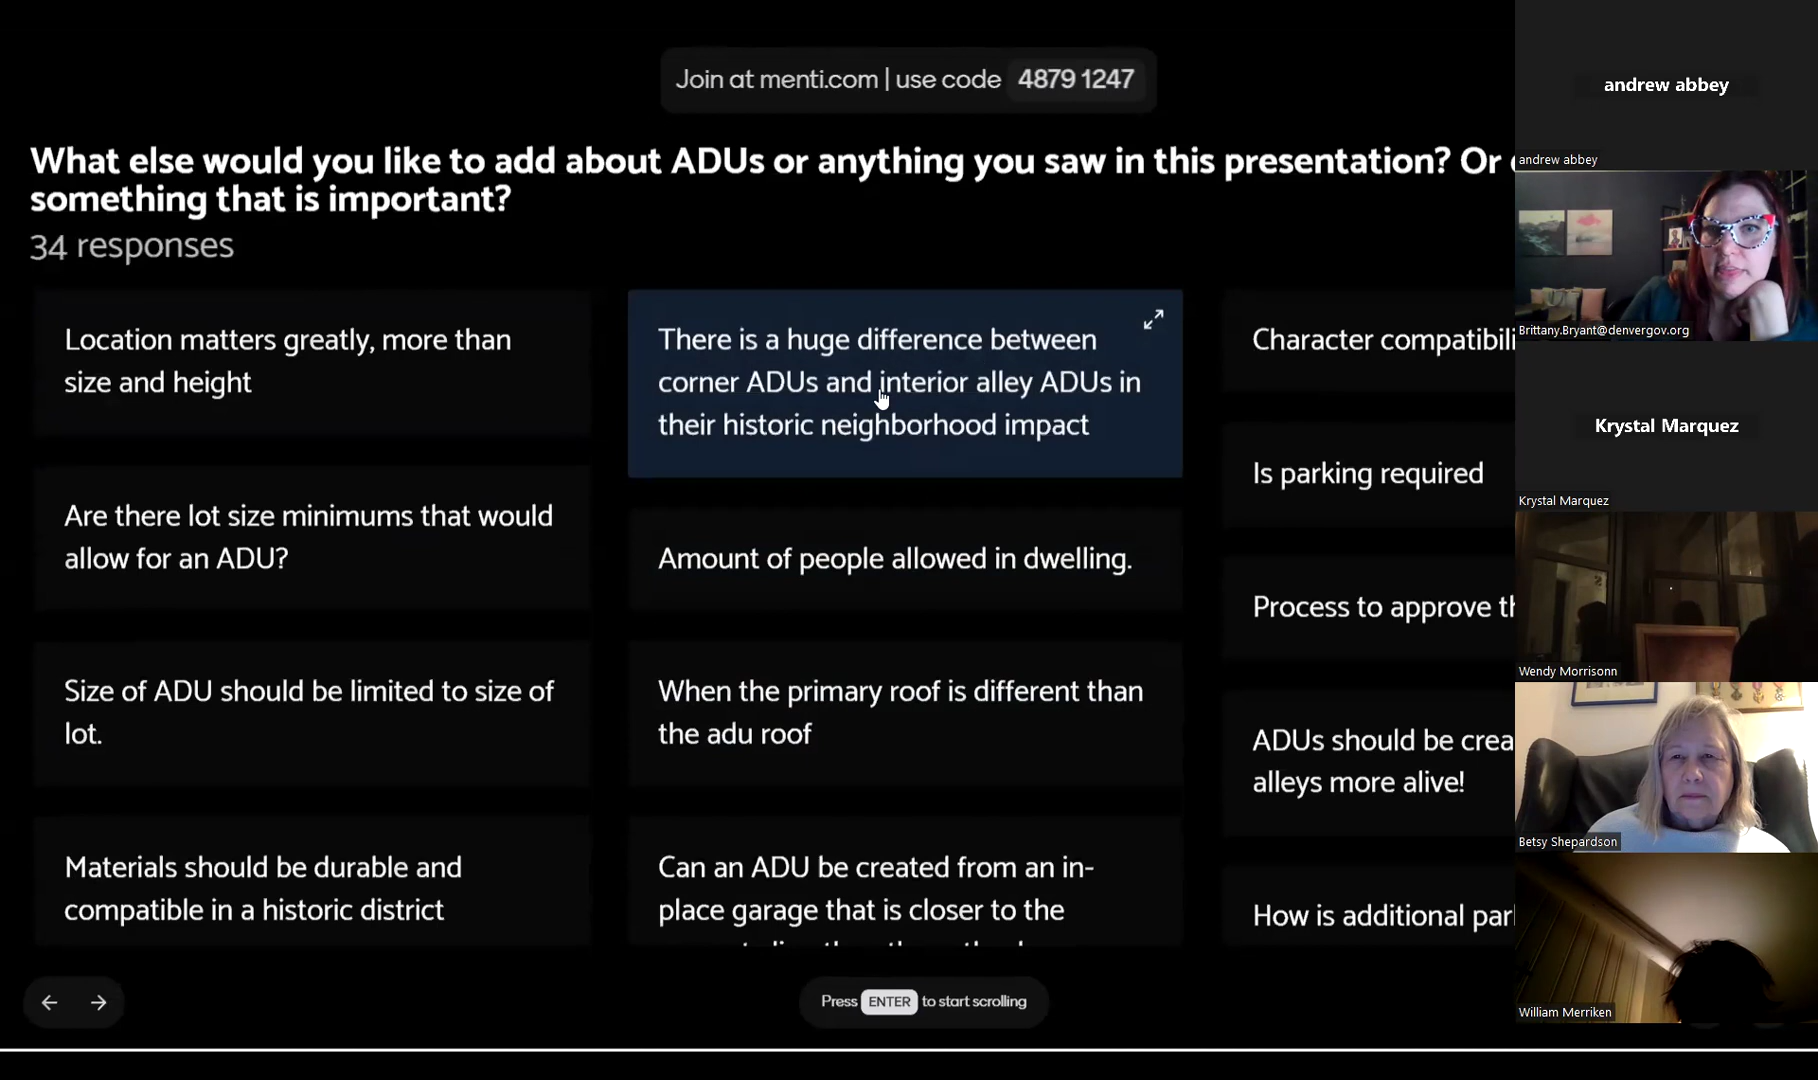 Join at menti.com | use code 4879 1247
What else would you like to add about ADUs or anything you saw in this presentation? Or
something that is important?
34 responses
Location matters greatly, more than
size and height
Are there lot size minimums that would
allow for an ADU?
Size of ADU should be limited to size of
lot.
Materials should be durable and
compatible in a historic district
There is a huge difference between
corner ADUs and interior alley ADUs in
their historic neighborhood impact
Amount of people allowed in dwelling.
When the primary roof is different than
the adu roof
Can an ADU be created from an in-
place garage that is closer to the
Character compatibili
Is parking required
Process to approve th
ADUs should be crea
alleys more alive!
How is additional par
Press ENTER to start scrolling
andrew abbey
andrew abbey
Brittany.Bryant@denvergov.org
Krystal Marquez
Krystal Marquez
Wendy Morrisonn
Betsy Shepardson
William Merriken